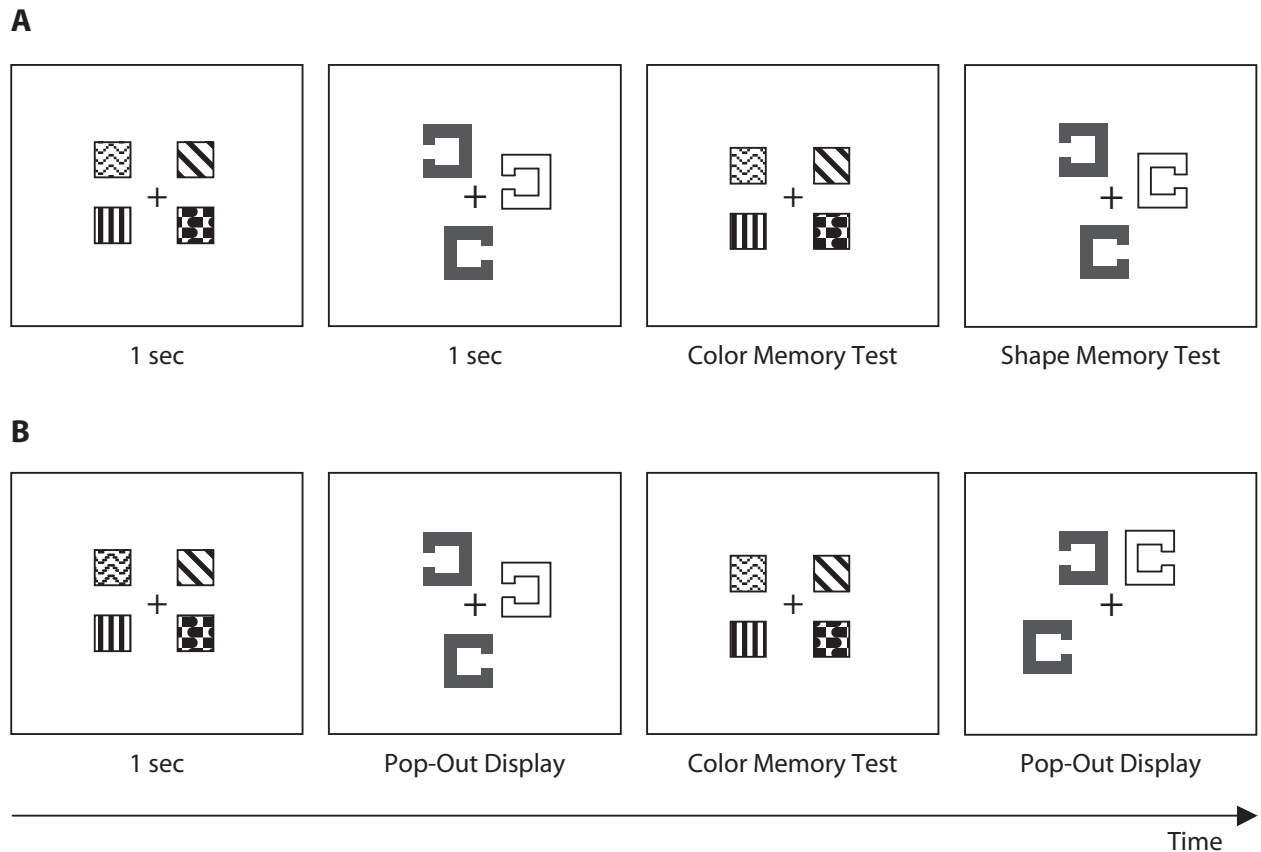 A
1 sec
1 sec
Color Memory Test
Shape Memory Test
B
1 sec
Pop-Out Display
Color Memory Test
Pop-Out Display
Time